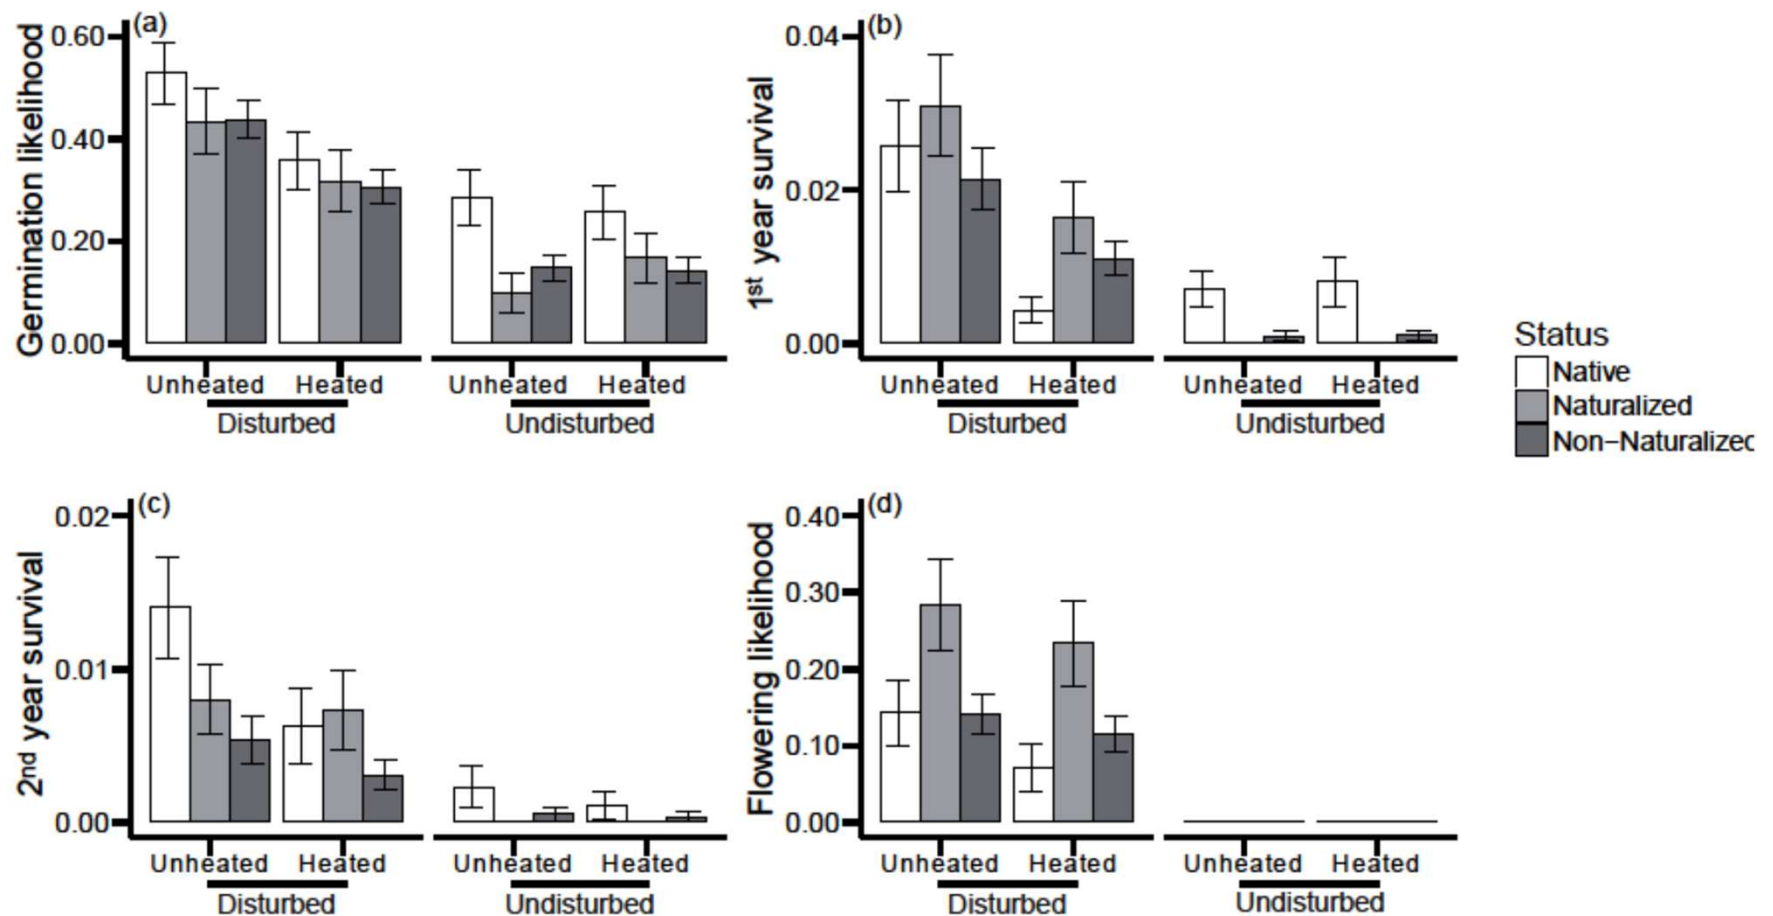 (a)
Germination likelihood
0.60
0.40
0.20
0.00
Unheated Heated Unheated Heated
Disturbed Undisturbed
(b)
1st year survival
0.04
0.02
0.00
Unheated Heated Unheated Heated
Disturbed Undisturbed
Status
Native
Naturalized
Non-Naturalized
(c)
2nd year survival
0.02
0.01
0.00
Unheated Heated Unheated Heated
Disturbed Undisturbed
(d)
Flowering likelihood
0.40
0.30
0.20
0.10
0.00
Unheated Heated Unheated Heated
Disturbed Undisturbed